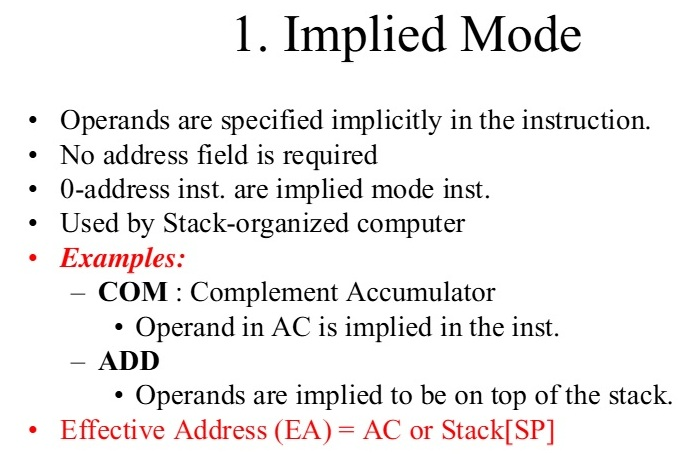 1. Implied Mode
• Operands are specified implicitly in the instruction.
• No address field is required
• 0-address inst. are implied mode inst.
• Used by Stack-organized computer
• Examples:
– COM : Complement Accumulator
• Operand in AC is implied in the inst.
– ADD
• Operands are implied to be on top of the stack.
• Effective Address (EA) = AC or Stack[SP]